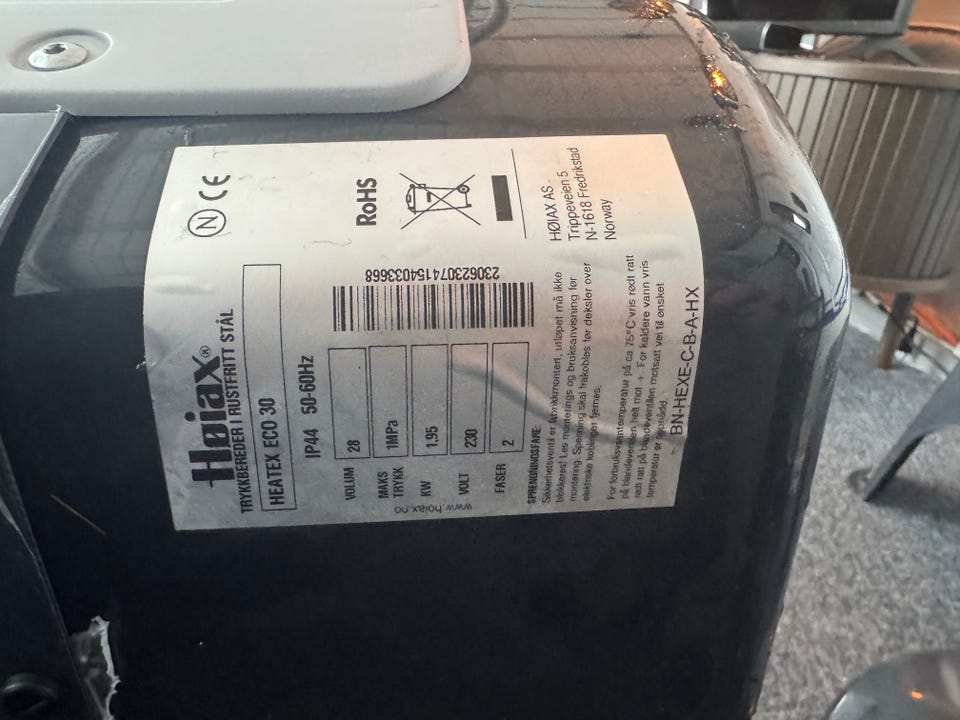 Høiax®
TRYKKBEREDER I RUSTFRITT STÅL
HEATEX ECO 30
IP44 50-60Hz
VOLUM 28
MAKS TRYKK 1MPa
KW 1,95
VOLT 230
FASER 2
www.hoiax.no
N CE
RoHS
230623074154033668
SPRENGNINGSFARE:
Sikkerhetsventil er fabrikkmontert, utløpet må ikke
blokkeres! Les monterings og bruksanvisning før
montering. Spenning skal frakobles før deksler over
elektriske koblinger fjernes.
For forbruksvanntemperatur på ca 75°C vris rødt ratt
på blandeventilen helt mot +. For kaldere vann vris
rødt ratt på blandeventilen motsatt vei til ønsket
temperatur er oppnådd.
HØIAX AS
Trippeveien 5
N-1618 Fredrikstad
Norway
BN-HEXE-C-B-A-HX